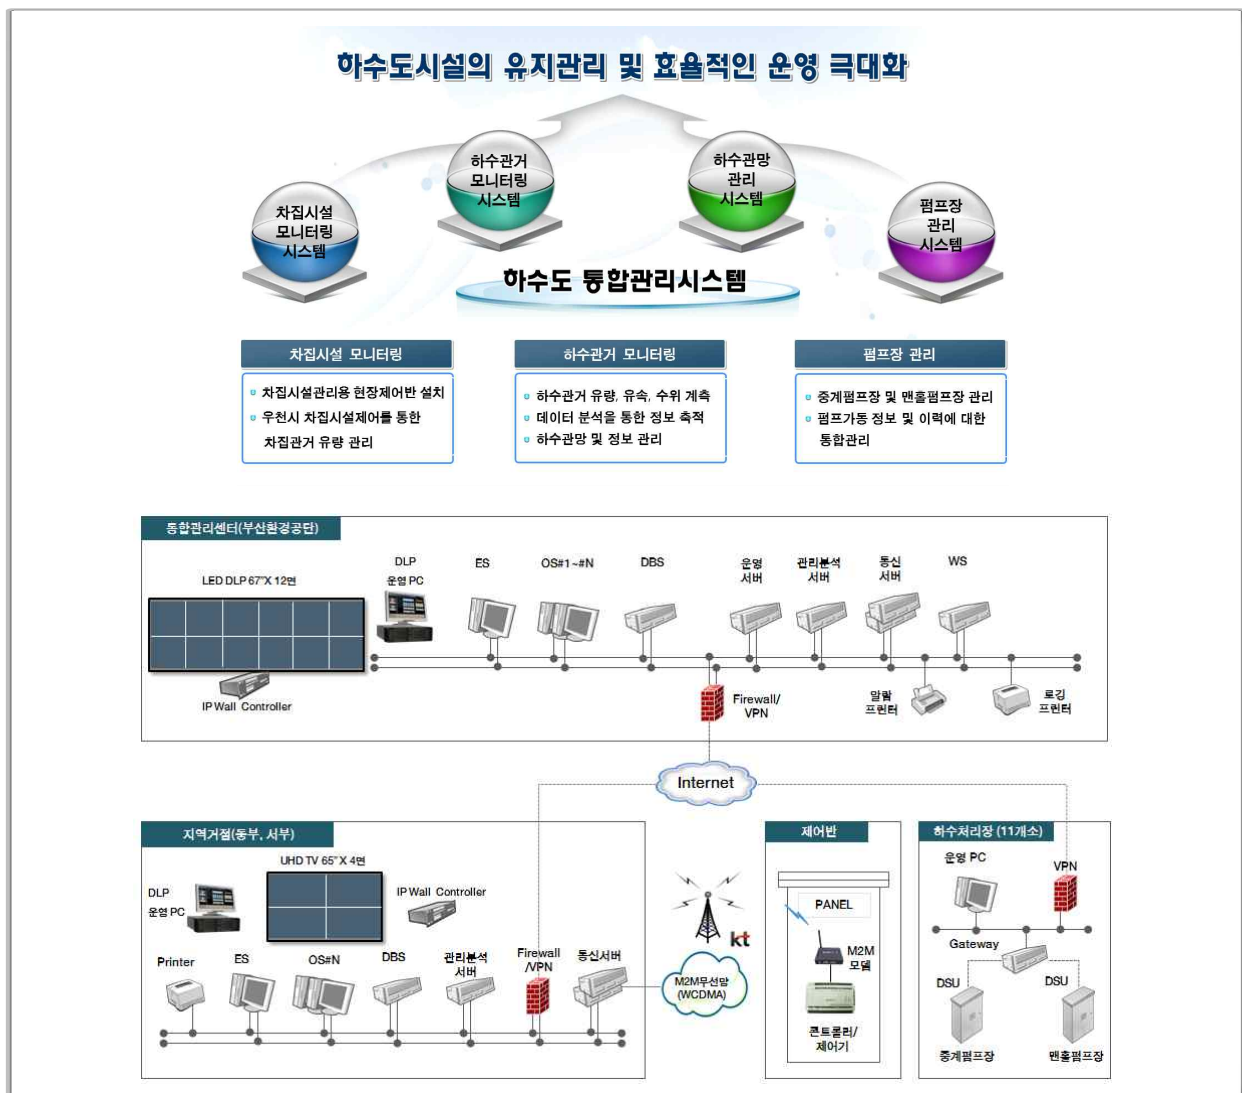 하수도시설의 유지관리 및 효율적인 운영 극대화
차집시설
모니터링
시스템
하수관거
모니터링
시스템
하수관망
관리
시스템
펌프장
관리
시스템
하수도 통합관리시스템
차집시설 모니터링
차집시설관리용 현장제어반 설치
우천시 차집시설제어를 통한
차집관거 유량 관리
하수관거 모니터링
하수관거 유량, 유속, 수위 계측
데이터 분석을 통한 정보 축적
하수관망 및 정보 관리
펌프장 관리
중계펌프장 및 맨홀펌프장 관리
펌프가동 정보 및 이력에 대한
통합관리
통합관리센터(부산환경공단)
LED DLP 67"X 12면
IP Wall Controller
DLP
운영 PC
ES
OS#1~#N
DBS
운영
서버
관리분석
서버
통신
서버
WS
Firewall/
VPN
알람
프린터
로깅
프린터
Internet
지역거점(동부, 서부)
UHD TV 65" X 4면
DLP
운영 PC
IP Wall Controller
Printer
ES
OS#N
DBS
관리분석
서버
Firewall
/VPN
통신서버
kt
M2M무선망
(WCDMA)
제어반
PANEL
M2M
모뎀
콘트롤러/
제어기
하수처리장 (11개소)
운영 PC
VPN
Gateway
DSU
DSU
중계펌프장
맨홀펌프장